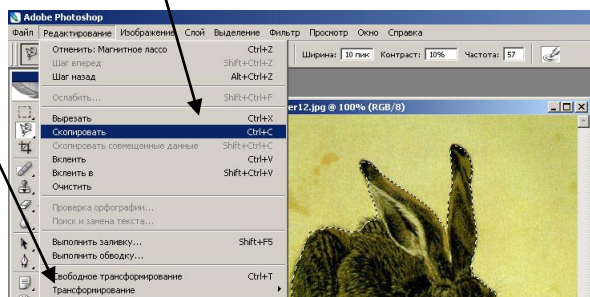 Adobe Photoshop
Файл Редактирование Изображение Слой Выделение Фильтр Просмотр Окно Справка
Ширина: 10 пик Контраст: 10% Частота: 57
Отменить: Магнитное лассо Ctrl+Z
Шаг вперед Shift+Ctrl+Z
Шаг назад Alt+Ctrl+Z
Ослабить... Shift+Ctrl+F
er12.jpg @ 100% (RGB/8)
Вырезать Ctrl+X
Скопировать Ctrl+C
Скопировать совмещенные данные Shift+Ctrl+C
Вклеить Ctrl+V
Вклеить в Shift+Ctrl+V
Очистить
Проверка орфографии...
Поиск и замена текста...
Выполнить заливку... Shift+F5
Выполнить обводку...
Свободное трансформирование Ctrl+T
Трансформирование